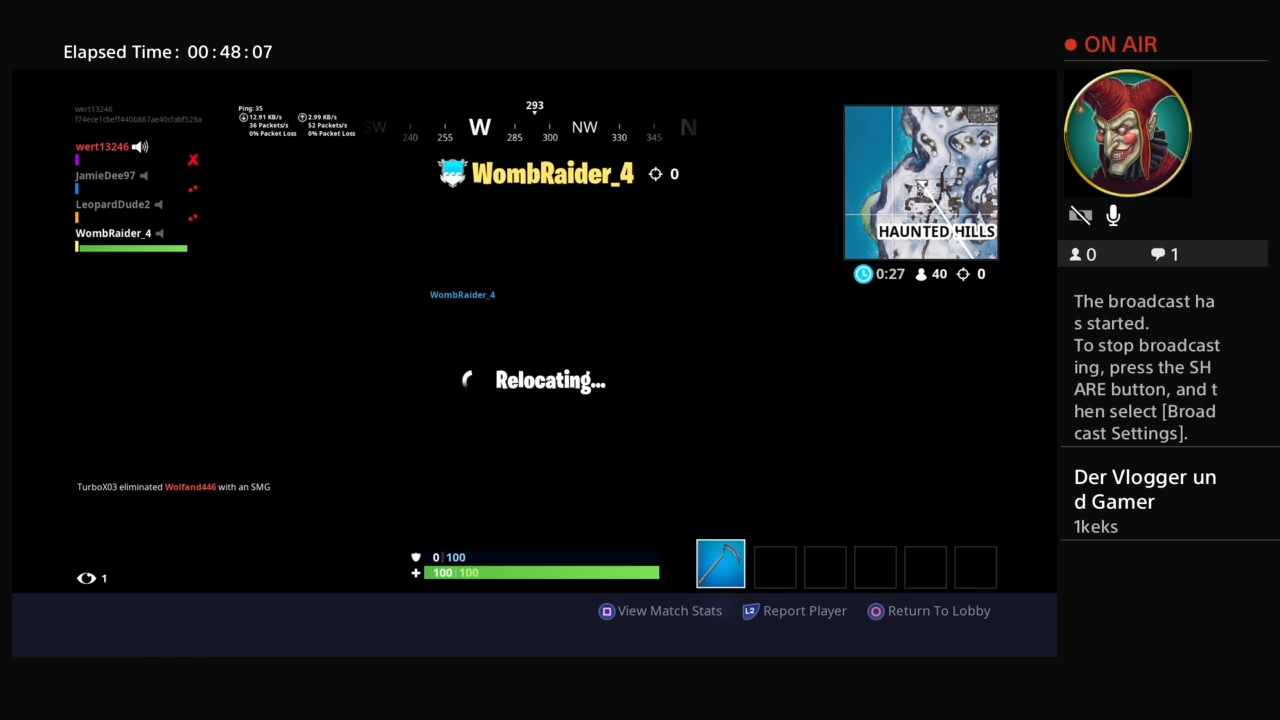 Elapsed Time: 00:48:07
ON AIR
wert13246
f74ece1cbeff440b867ae40cfabf529a
Ping: 35
12.91 KB/s 2.99 KB/s
36 Packets/s 52 Packets/s
0% Packet Loss 0% Packet Loss
293
SW 240 255 W 285 300 NW 330 345 N
wert13246
JamieDee97
LeopardDude2
WombRaider_4
WombRaider_4 0
HAUNTED HILLS
0:27 40 0
0 1
WombRaider_4
The broadcast ha
s started.
To stop broadcast
ing, press the SH
ARE button, and t
hen select [Broad
cast Settings].
Relocating...
Der Vlogger un
d Gamer
1keks
TurboX03 eliminated Wolfand446 with an SMG
0 100
100 100
1
View Match Stats L2 Report Player Return To Lobby